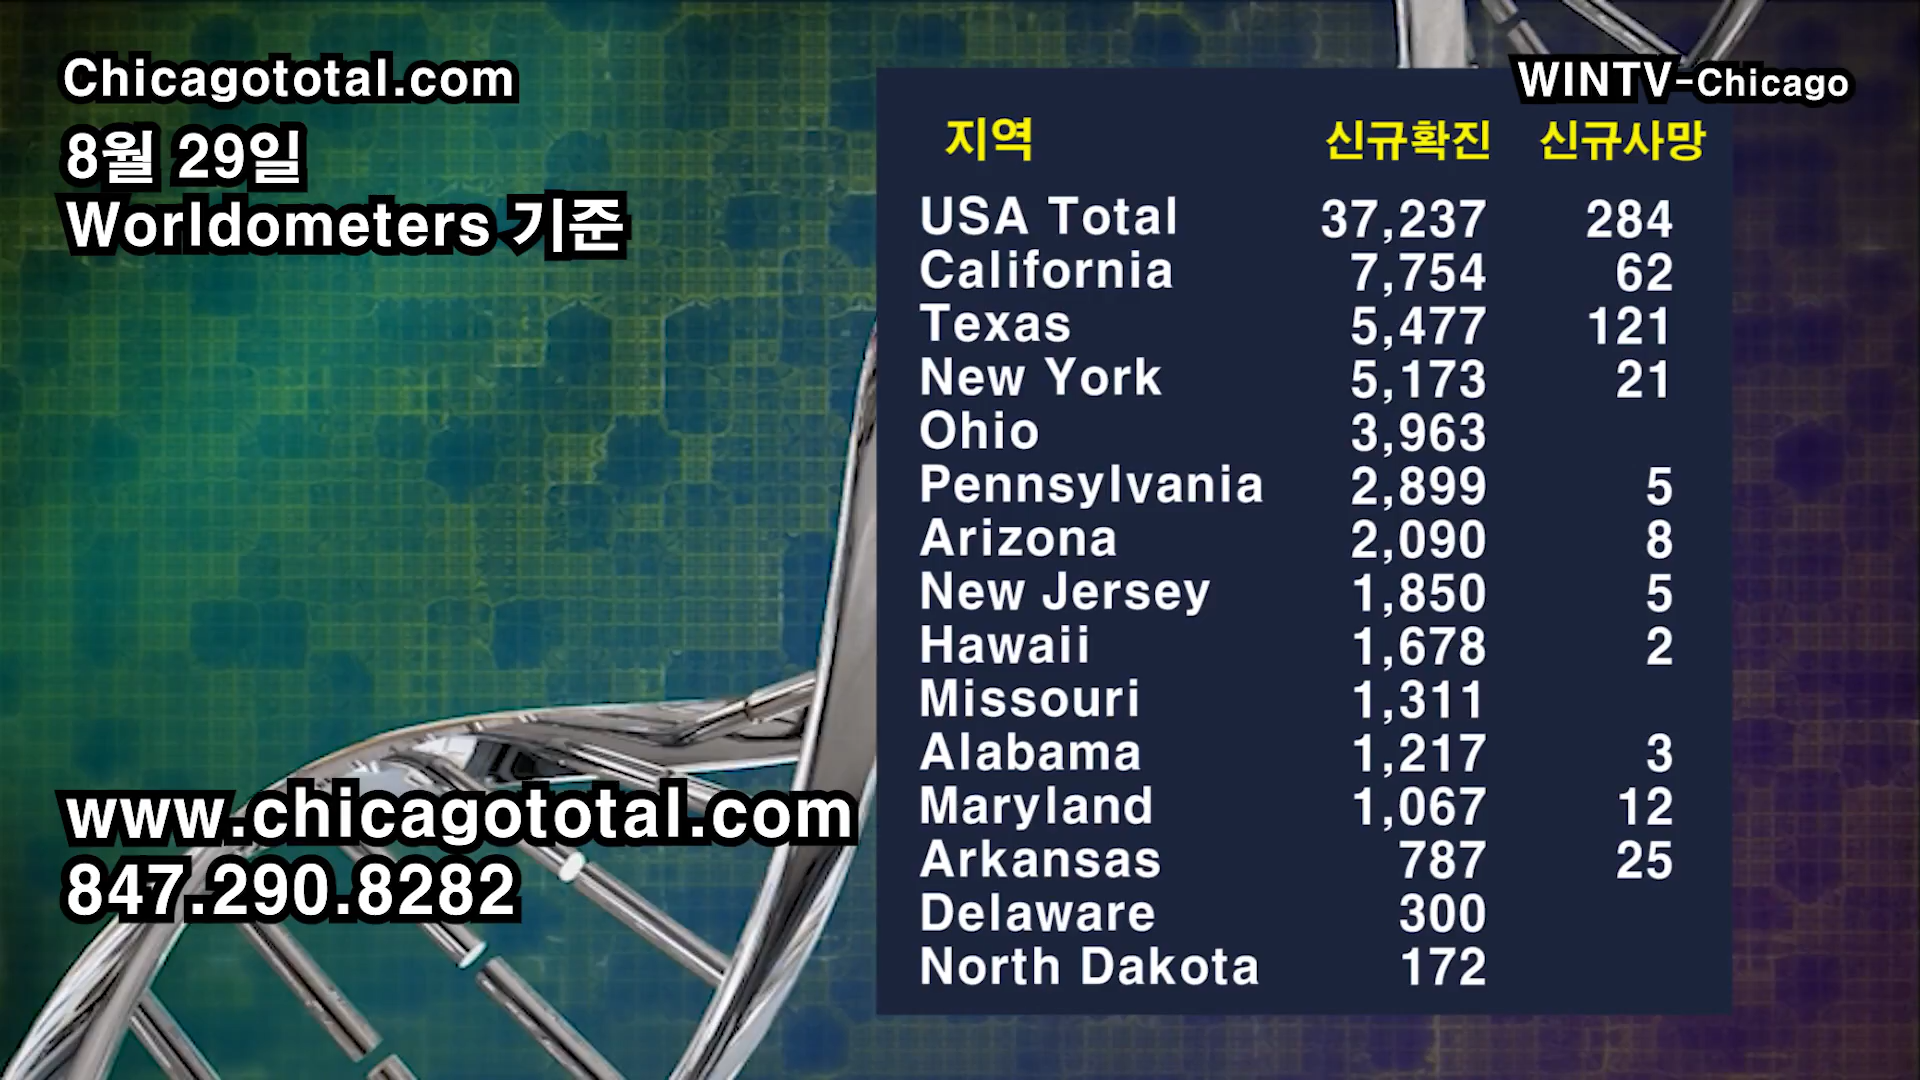 Chicagototal.com
8월 29일
Worldometers 기준
WINTV-Chicago
지역 신규확진 신규사망
USA Total 37,237 284
California 7,754 62
Texas 5,477 121
New York 5,173 21
Ohio 3,963
Pennsylvania 2,899 5
Arizona 2,090 8
New Jersey 1,850 5
Hawaii 1,678 2
Missouri 1,311
Alabama 1,217 3
Maryland 1,067 12
Arkansas 787 25
Delaware 300
North Dakota 172
www.chicagototal.com
847.290.8282